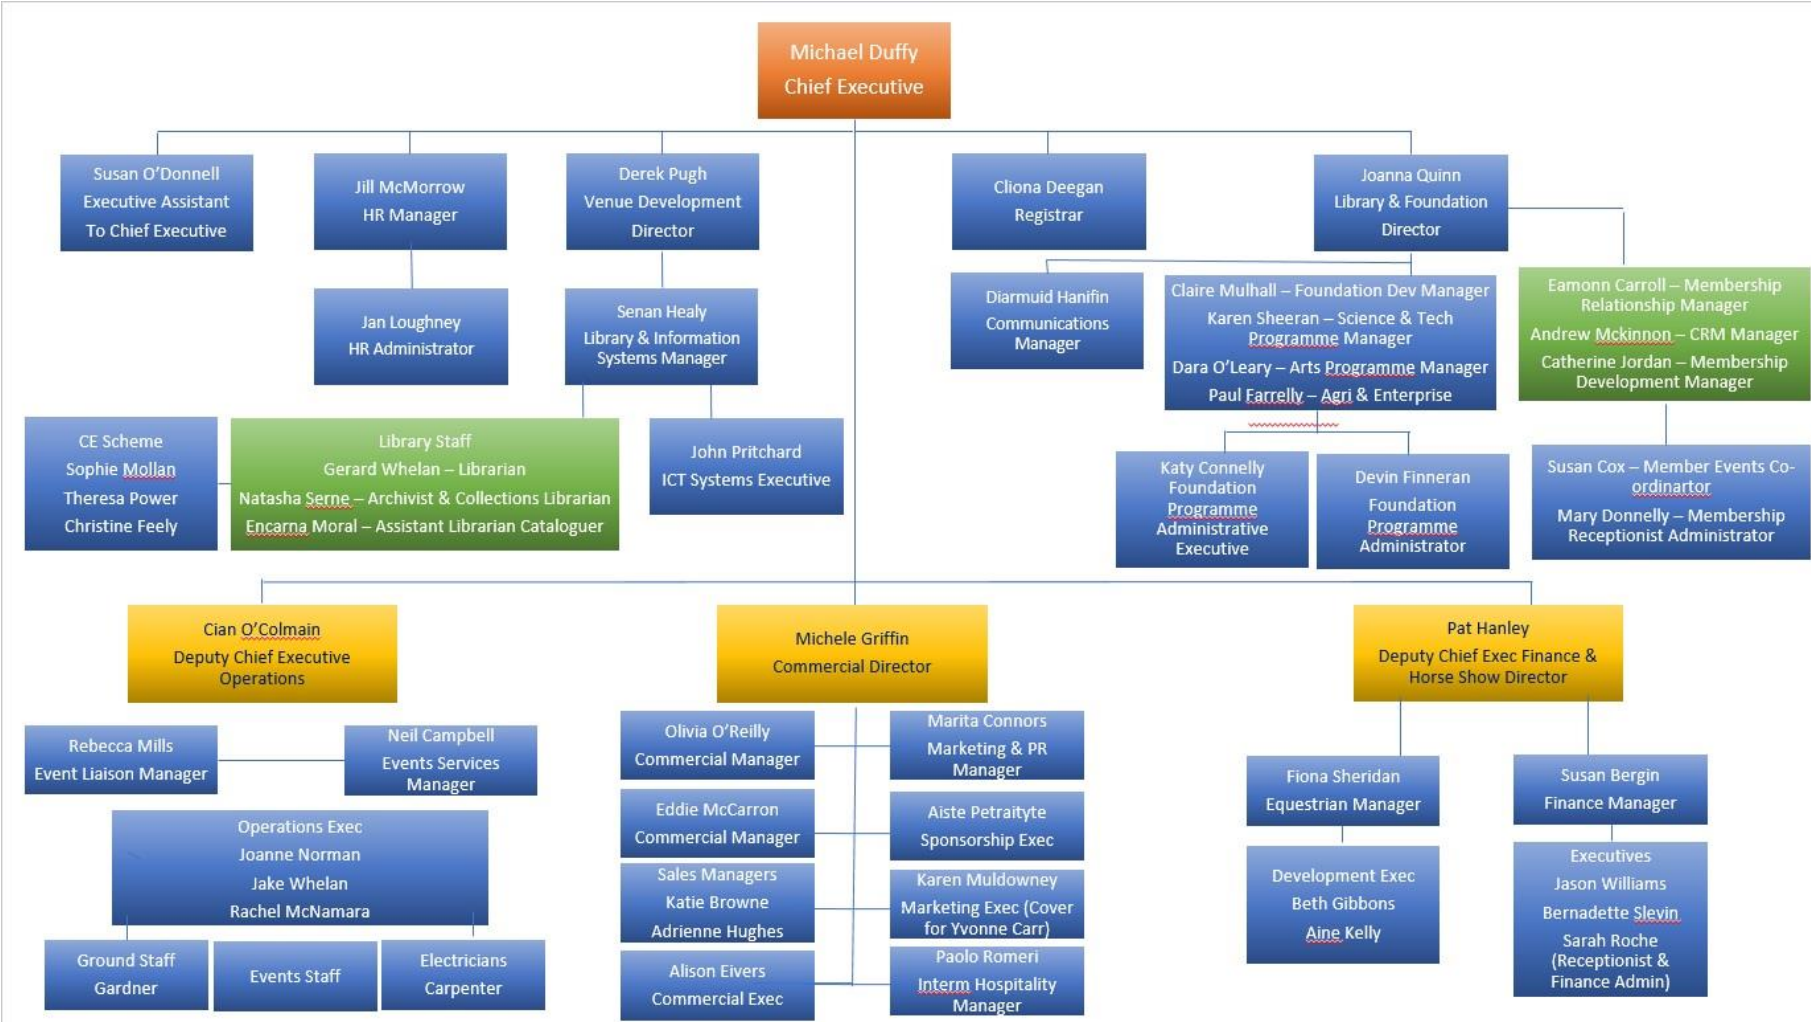 Michael Duffy
Chief Executive
Susan O'Donnell
Executive Assistant
To Chief Executive
Jill McMorrow
HR Manager
Derek Pugh
Venue Development
Director
Cliona Deegan
Registrar
Joanna Quinn
Library & Foundation
Director
Jan Loughney
HR Administrator
Senan Healy
Library & Information
Systems Manager
Diarmuid Hanifin
Communications
Manager
Claire Mulhall – Foundation Dev Manager
Karen Sheeran – Science & Tech
Programme Manager
Dara O'Leary – Arts Programme Manager
Paul Farrelly – Agri & Enterprise
Eamonn Carroll – Membership
Relationship Manager
Andrew Mckinnon – CRM Manager
Catherine Jordan – Membership
Development Manager
CE Scheme
Sophie Mollan
Theresa Power
Christine Feely
Library Staff
Gerard Whelan – Librarian
Natasha Serne – Archivist & Collections Librarian
Encarna Moral – Assistant Librarian Cataloguer
John Pritchard
ICT Systems Executive
Katy Connelly
Foundation
Programme
Administrative
Executive
Devin Finneran
Foundation
Programme
Administrator
Susan Cox – Member Events Co-
ordinartor
Mary Donnelly – Membership
Receptionist Administrator
Cian O'Colmain
Deputy Chief Executive
Operations
Michele Griffin
Commercial Director
Pat Hanley
Deputy Chief Exec Finance &
Horse Show Director
Rebecca Mills
Event Liaison Manager
Neil Campbell
Events Services
Manager
Operations Exec
Joanne Norman
Jake Whelan
Rachel McNamara
Ground Staff
Gardner
Events Staff
Electricians
Carpenter
Olivia O'Reilly
Commercial Manager
Marita Connors
Marketing & PR
Manager
Eddie McCarron
Commercial Manager
Aiste Petraityte
Sponsorship Exec
Sales Managers
Katie Browne
Adrienne Hughes
Karen Muldowney
Marketing Exec (Cover
for Yvonne Carr)
Alison Eivers
Commercial Exec
Paolo Romeri
Interm Hospitality
Manager
Fiona Sheridan
Equestrian Manager
Susan Bergin
Finance Manager
Development Exec
Beth Gibbons
Aine Kelly
Executives
Jason Williams
Bernadette Slevin
Sarah Roche
(Receptionist &
Finance Admin)